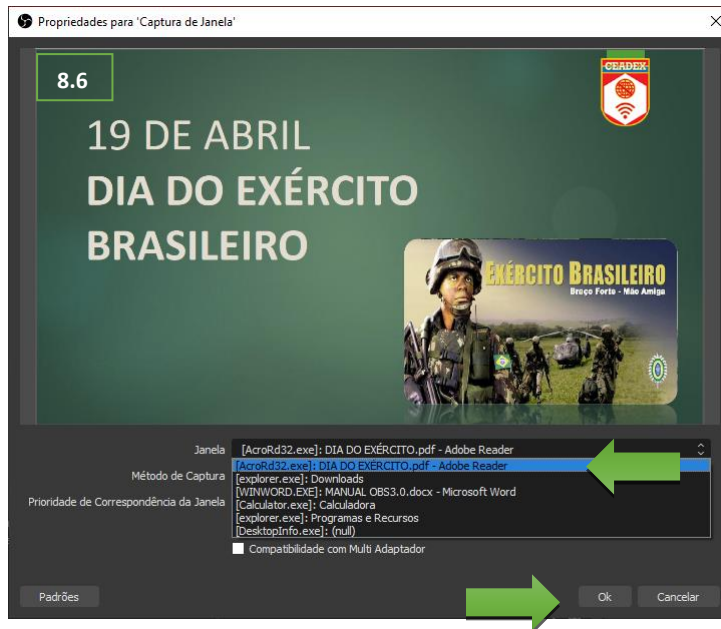 Propriedades para 'Captura de Janela'
8.6
CEADEX
19 DE ABRIL
DIA DO EXÉRCITO
BRASILEIRO
EXÉRCITO BRASILEIRO
Braço Forte - Mão Amiga
Janela
[AcroRd32.exe]: DIA DO EXÉRCITO.pdf - Adobe Reader
[AcroRd32.exe]: DIA DO EXÉRCITO.pdf - Adobe Reader
Método de Captura
[explorer.exe]: Downloads
[WINWORD.EXE]: MANUAL OBS3.0.docx - Microsoft Word
Prioridade de Correspondência da Janela
[Calculator.exe]: Calculadora
[explorer.exe]: Programas e Recursos
[DesktopInfo.exe]: (null)
Compatibilidade com Multi Adaptador
Padrões
Ok
Cancelar